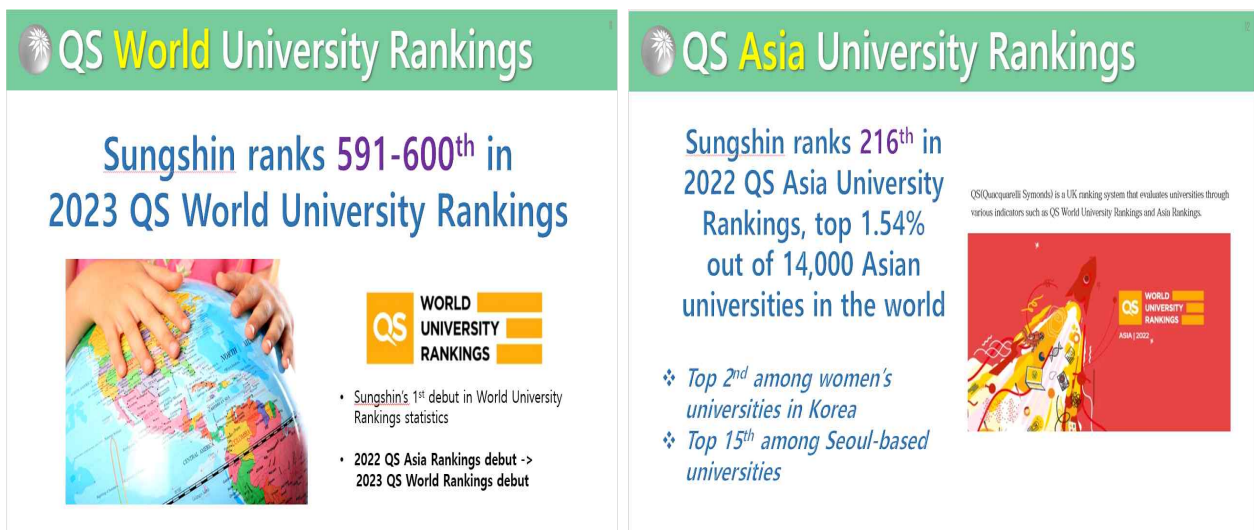 QS World University Rankings
Sungshin ranks 591-600th in
2023 QS World University Rankings
QS
WORLD
UNIVERSITY
RANKINGS
• Sungshin's 1st debut in World University
Rankings statistics
• 2022 QS Asia Rankings debut ->
2023 QS World Rankings debut
QS Asia University Rankings
Sungshin ranks 216th in
2022 QS Asia University
Rankings, top 1.54%
out of 14,000 Asian
universities in the world
❖ Top 2nd among women's
universities in Korea
❖ Top 15th among Seoul-based
universities
QS(Quacquarelli Symonds) is a UK ranking system that evaluates universities through
various indicators such as QS World University Rankings and Asia Rankings.
QS
WORLD
UNIVERSITY
RANKINGS
ASIA | 2022